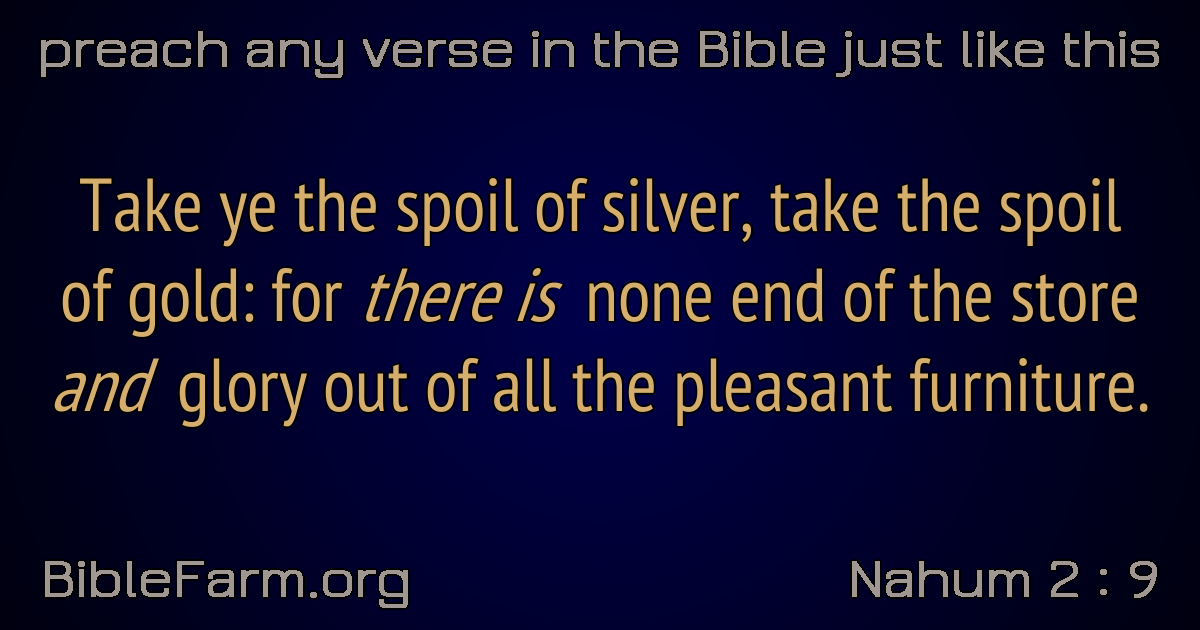 preach any verse in the Bible just like this
Take ye the spoil of silver, take the spoil
of gold: for there is none end of the store
and glory out of all the pleasant furniture.
BibleFarm.org
Nahum 2 : 9